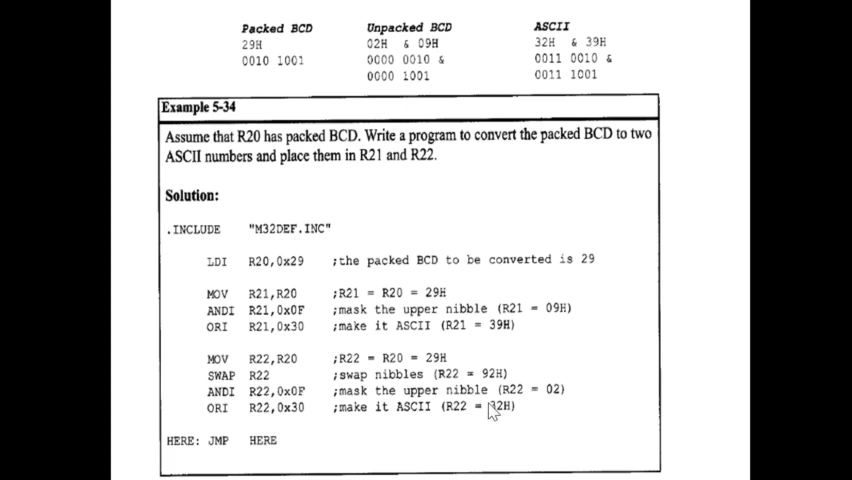 Packed BCD Unpacked BCD ASCII
29H 02H & 09H 32H & 39H
0010 1001 0000 0010 & 0011 0010 &
0000 1001 0011 1001
Example 5-34
Assume that R20 has packed BCD. Write a program to convert the packed BCD to two
ASCII numbers and place them in R21 and R22.
Solution:
.INCLUDE "M32DEF.INC"
LDI R20,0x29 ;the packed BCD to be converted is 29
MOV R21,R20 ;R21 = R20 = 29H
ANDI R21,0x0F ;mask the upper nibble (R21 = 09H)
ORI R21,0x30 ;make it ASCII (R21 = 39H)
MOV R22,R20 ;R22 = R20 = 29H
SWAP R22 ;swap nibbles (R22 = 92H)
ANDI R22,0x0F ;mask the upper nibble (R22 = 02)
ORI R22,0x30 ;make it ASCII (R22 = 32H)
HERE: JMP HERE